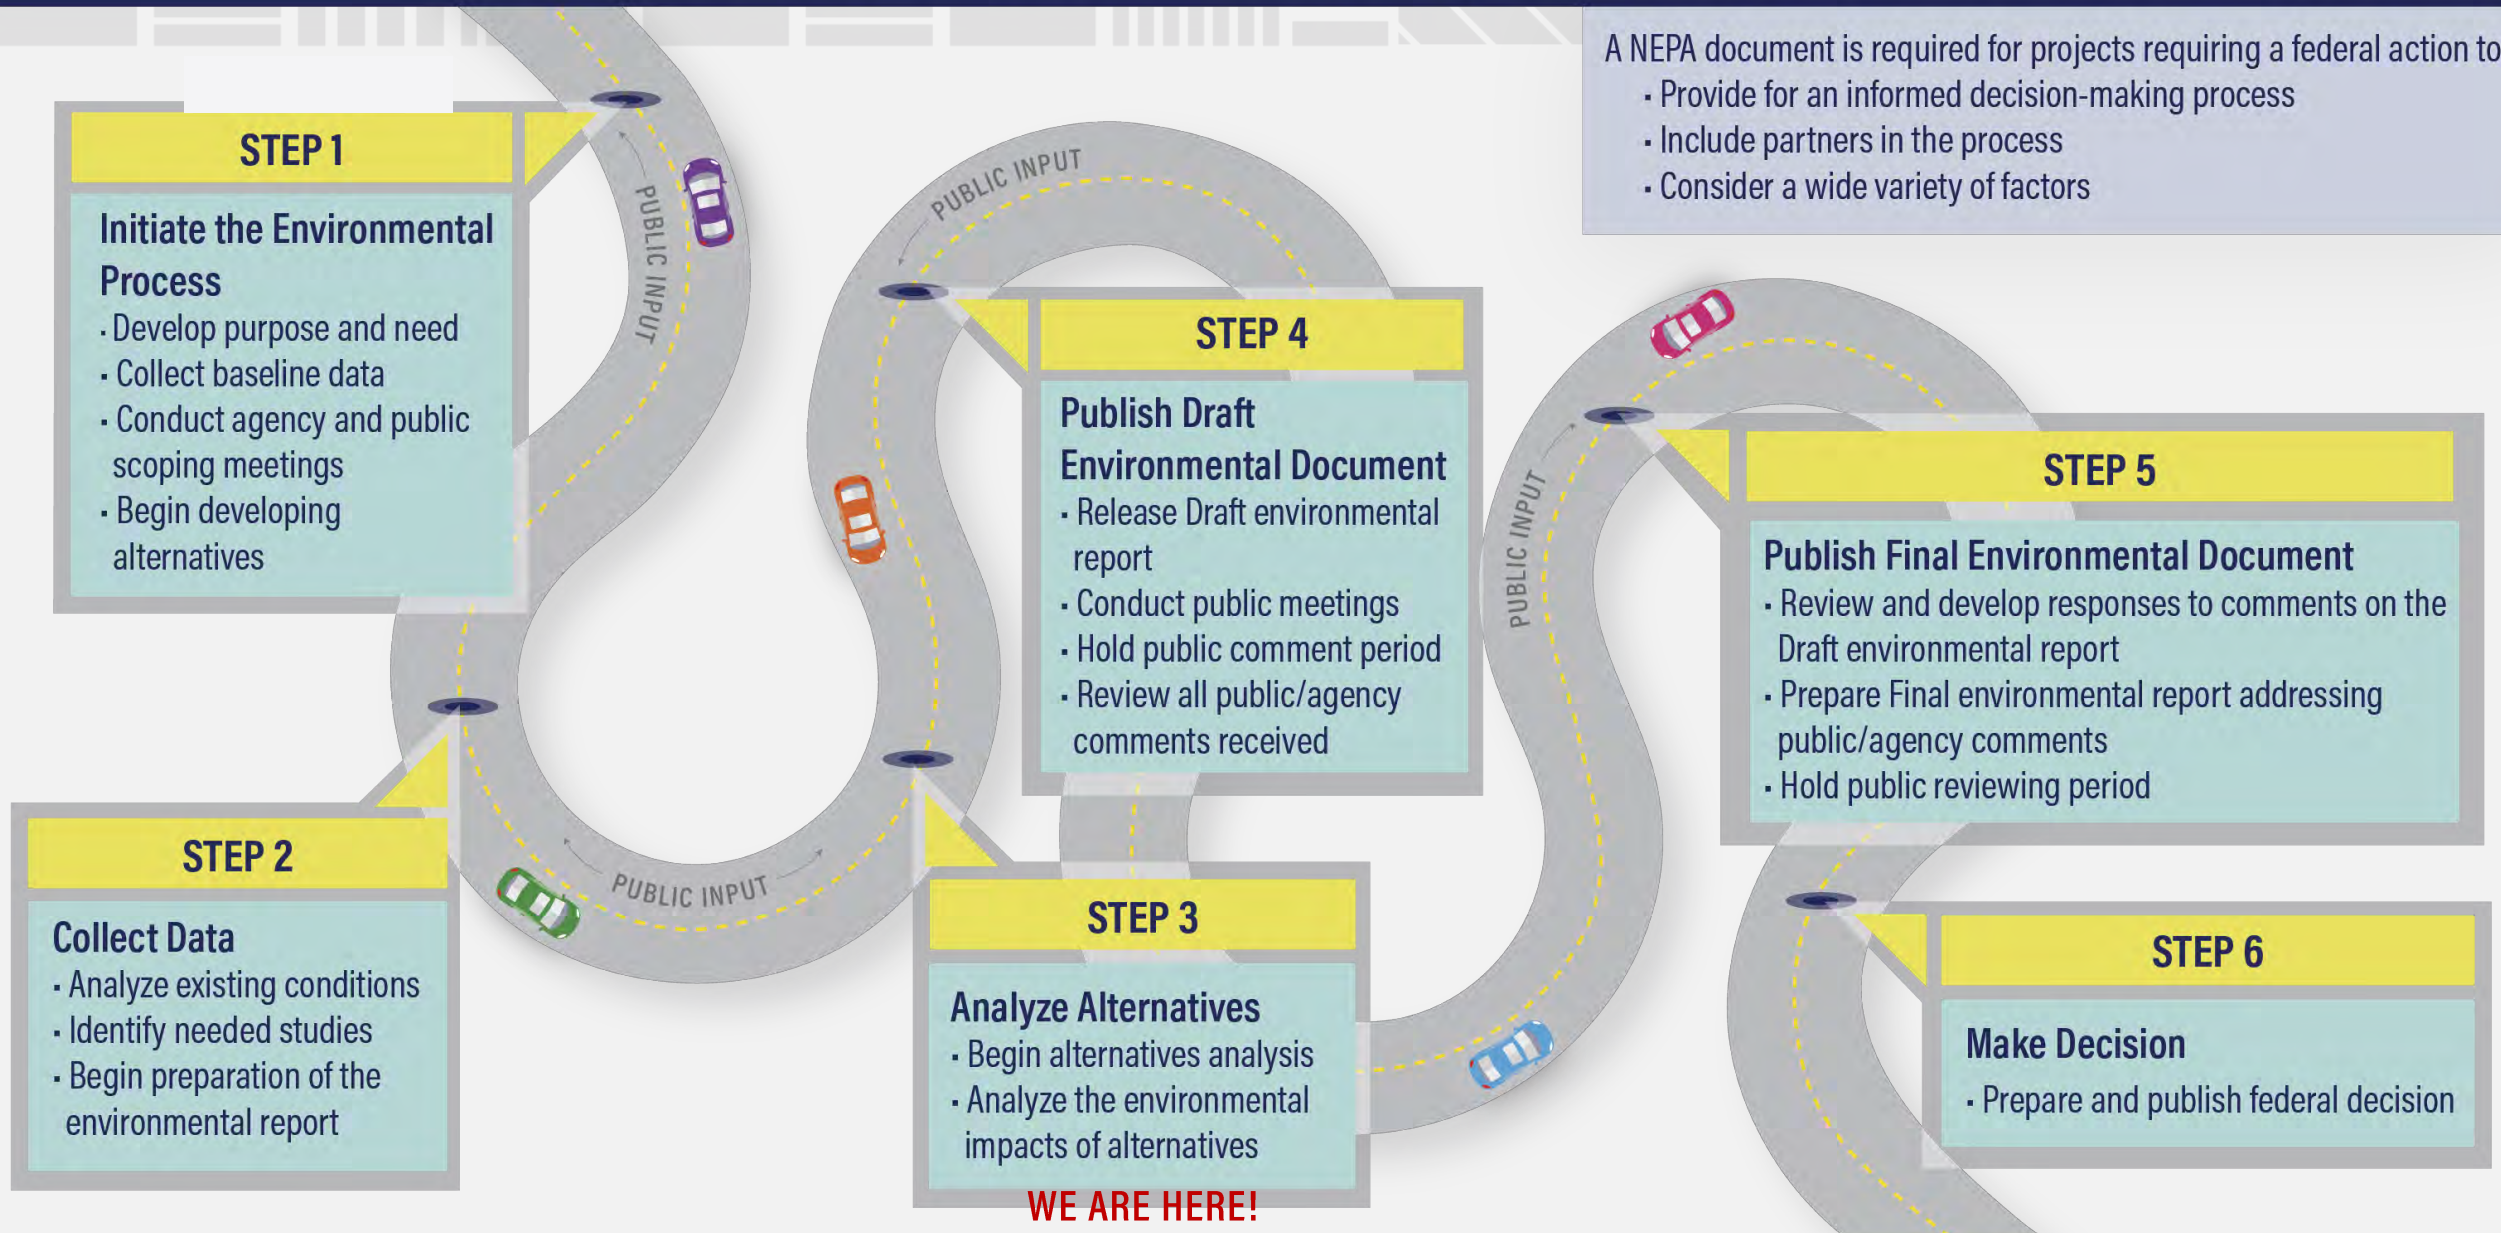 A NEPA document is required for projects requiring a federal action to
· Provide for an informed decision-making process
· Include partners in the process
· Consider a wide variety of factors
STEP 1
Initiate the Environmental
Process
· Develop purpose and need
· Collect baseline data
· Conduct agency and public
scoping meetings
· Begin developing
alternatives
PUBLIC INPUT
STEP 2
Collect Data
· Analyze existing conditions
· Identify needed studies
· Begin preparation of the
environmental report
PUBLIC INPUT
STEP 3
Analyze Alternatives
· Begin alternatives analysis
· Analyze the environmental
impacts of alternatives
WE ARE HERE!
PUBLIC INPUT
STEP 4
Publish Draft
Environmental Document
· Release Draft environmental
report
· Conduct public meetings
· Hold public comment period
· Review all public/agency
comments received
PUBLIC INPUT
STEP 5
Publish Final Environmental Document
· Review and develop responses to comments on the
Draft environmental report
· Prepare Final environmental report addressing
public/agency comments
· Hold public reviewing period
STEP 6
Make Decision
· Prepare and publish federal decision